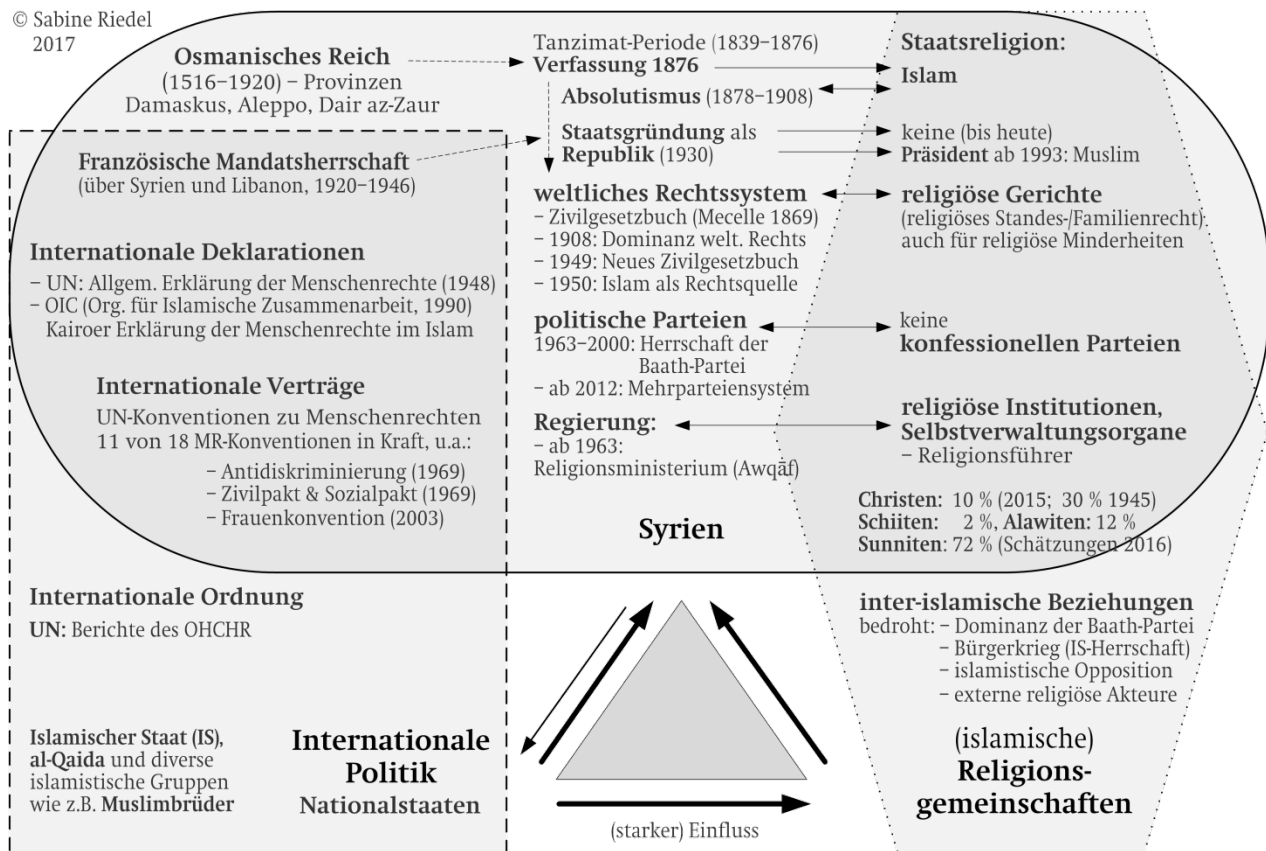 © Sabine Riedel
2017
Osmanisches Reich
(1516–1920) – Provinzen
Damaskus, Aleppo, Dair az-Zaur
Französische Mandatsherrschaft
(über Syrien und Libanon, 1920–1946)
Internationale Deklarationen
– UN: Allgem. Erklärung der Menschenrechte (1948)
– OIC (Org. für Islamische Zusammenarbeit, 1990)
Kairoer Erklärung der Menschenrechte im Islam
Internationale Verträge
UN-Konventionen zu Menschenrechten
11 von 18 MR-Konventionen in Kraft, u.a.:
– Antidiskriminierung (1969)
– Zivilpakt & Sozialpakt (1969)
– Frauenkonvention (2003)
Tanzimat-Periode (1839–1876)
Verfassung 1876
Absolutismus (1878–1908)
Staatsgründung als
Republik (1930)
weltliches Rechtssystem
– Zivilgesetzbuch (Mecelle 1869)
– 1908: Dominanz welt. Rechts
– 1949: Neues Zivilgesetzbuch
– 1950: Islam als Rechtsquelle
politische Parteien
1963–2000: Herrschaft der
Baath-Partei
– ab 2012: Mehrparteiensystem
Regierung:
– ab 1963:
Religionsministerium (Awqāf)
Syrien
Staatsreligion:
Islam
keine (bis heute)
Präsident ab 1993: Muslim
religiöse Gerichte
(religiöses Standes-/Familienrecht)
auch für religiöse Minderheiten
keine
konfessionellen Parteien
religiöse Institutionen,
Selbstverwaltungsorgane
– Religionsführer
Christen: 10 % (2015; 30 % 1945)
Schiiten: 2 %, Alawiten: 12 %
Sunniten: 72 % (Schätzungen 2016)
Internationale Ordnung
UN: Berichte des OHCHR
Islamischer Staat (IS),
al-Qaida und diverse
islamistische Gruppen
wie z.B. Muslimbrüder
Internationale
Politik
Nationalstaaten
(starker) Einfluss
inter-islamische Beziehungen
bedroht: – Dominanz der Baath-Partei
– Bürgerkrieg (IS-Herrschaft)
– islamistische Opposition
– externe religiöse Akteure
(islamische)
Religions-
gemeinschaften